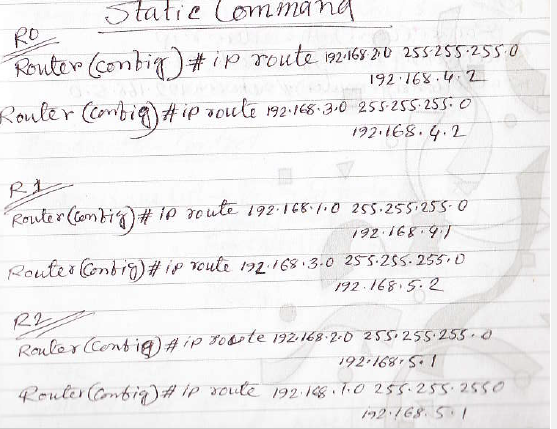 Static Command
R0
Router(config)# ip route 192.168.2.0 255.255.255.0
192.168.4.2
Router(config)#ip route 192.168.3.0 255.255.255.0
192.168.4.2
R1
Router(config)# ip route 192.168.1.0 255.255.255.0
192.168.4.1
Router(config)# ip route 192.168.3.0 255.255.255.0
192.168.5.2
R2
Router(config)# ip route 192.168.2.0 255.255.255.0
192.168.5.1
Router(config)# ip route 192.168.1.0 255.255.2550
192.168.5.1